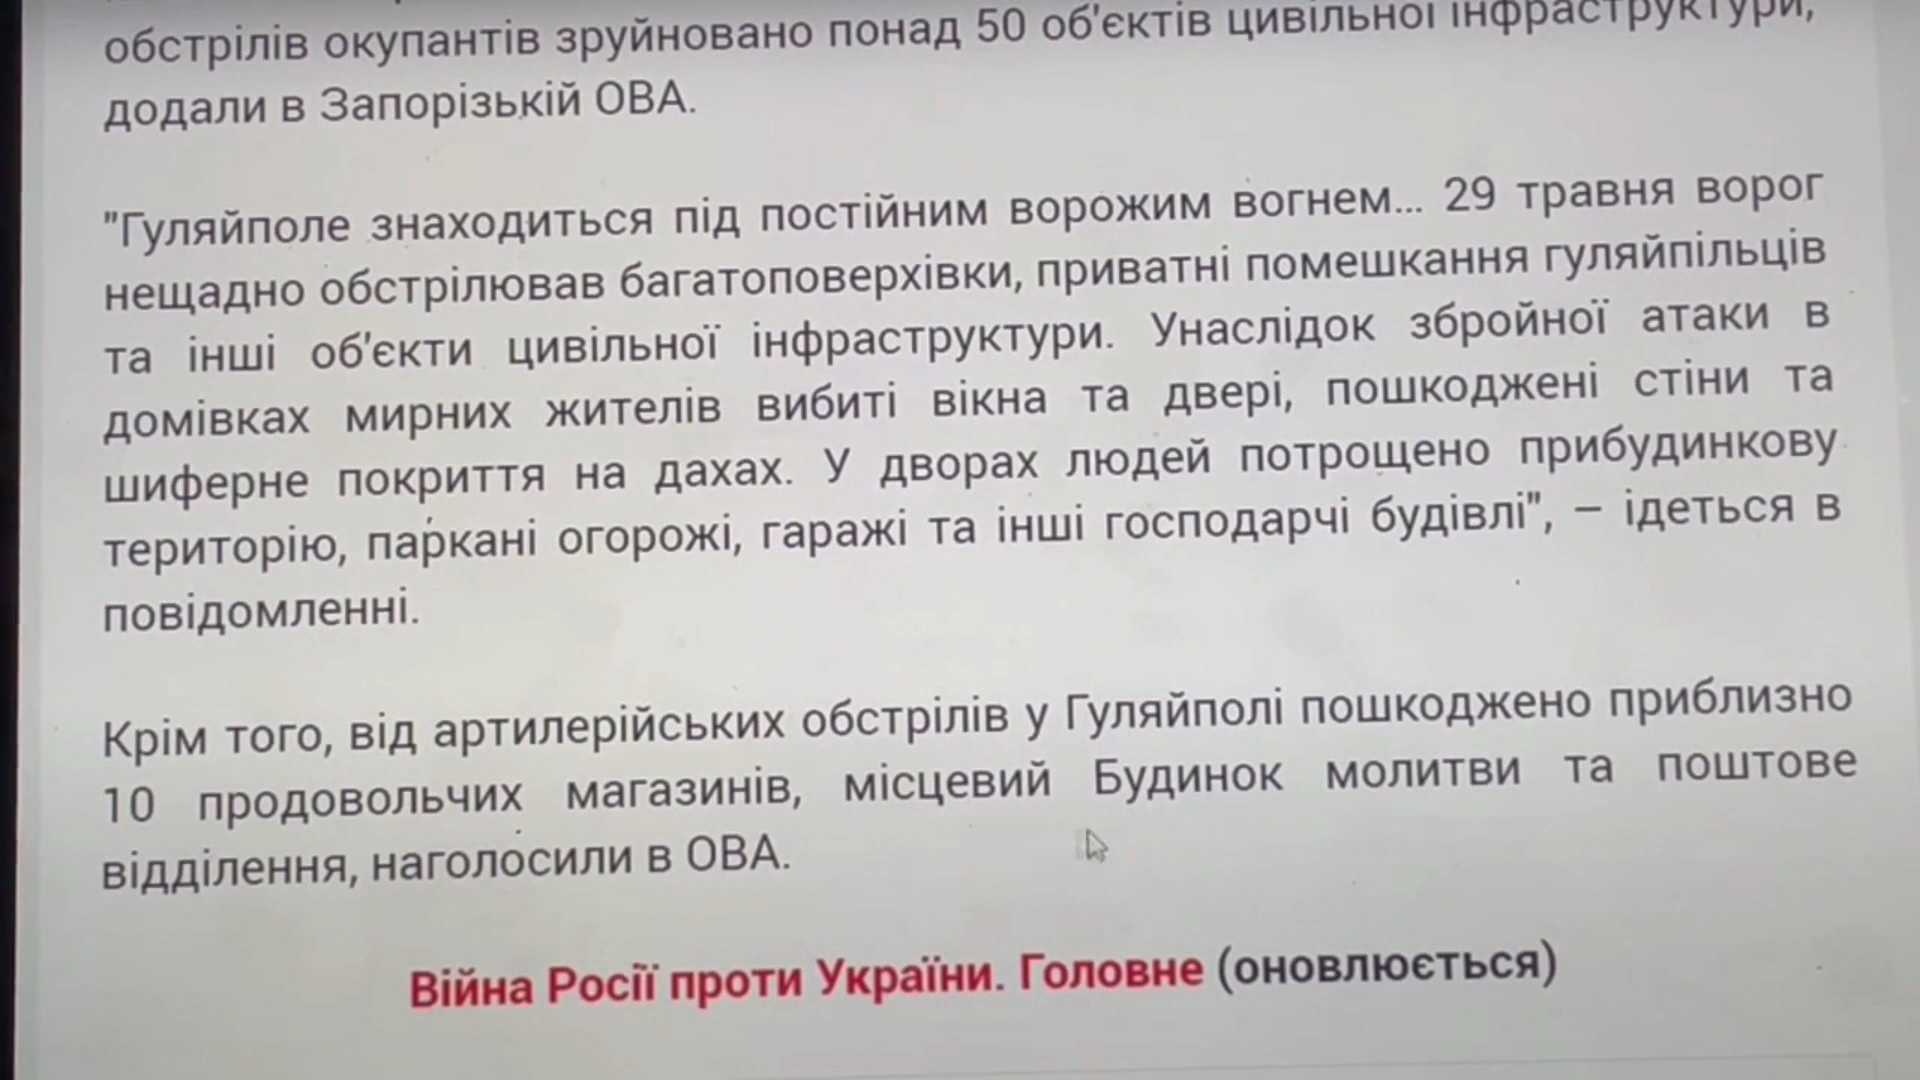 обстрілів окупантів зруйновано понад 50 об'єктів цивільної інфраструктури,
додали в Запорізькій ОВА.
"Гуляйполе знаходиться під постійним ворожим вогнем... 29 травня ворог
нещадно обстрілював багатоповерхівки, приватні помешкання гуляйпільців
та інші об'єкти цивільної інфраструктури. Унаслідок збройної атаки в
домівках мирних жителів вибиті вікна та двері, пошкоджені стіни та
шиферне покриття на дахах. У дворах людей потрощено прибудинкову
територію, паркані огорожі, гаражі та інші господарчі будівлі", – ідеться в
повідомленні.
Крім того, від артилерійських обстрілів у Гуляйполі пошкоджено приблизно
10 продовольчих магазинів, місцевий Будинок молитви та поштове
відділення, наголосили в ОВА.
Війна Росії проти України. Головне (оновлюється)